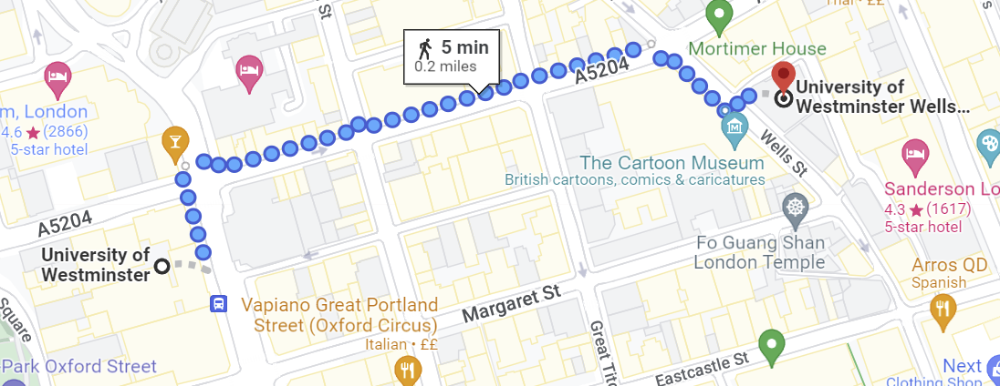 St
Thai · ££
Mortimer House
5 min
0.2 miles
A5204
University of
Westminster Wells...
m, London
4.6 ★ (2866)
5-star hotel
Wells St
The Cartoon Museum
British cartoons, comics & caricatures
Sanderson Lo
4.3 ★ (1617)
5-star hotel
A5204
University of
Westminster
Fo Guang Shan
London Temple
Arros QD
Spanish
Square
Vapiano Great Portland
Street (Oxford Circus)
Italian · ££
Margaret St
Great Titc
Eastcastle St
Park Oxford Street
Next
Clothing Shop